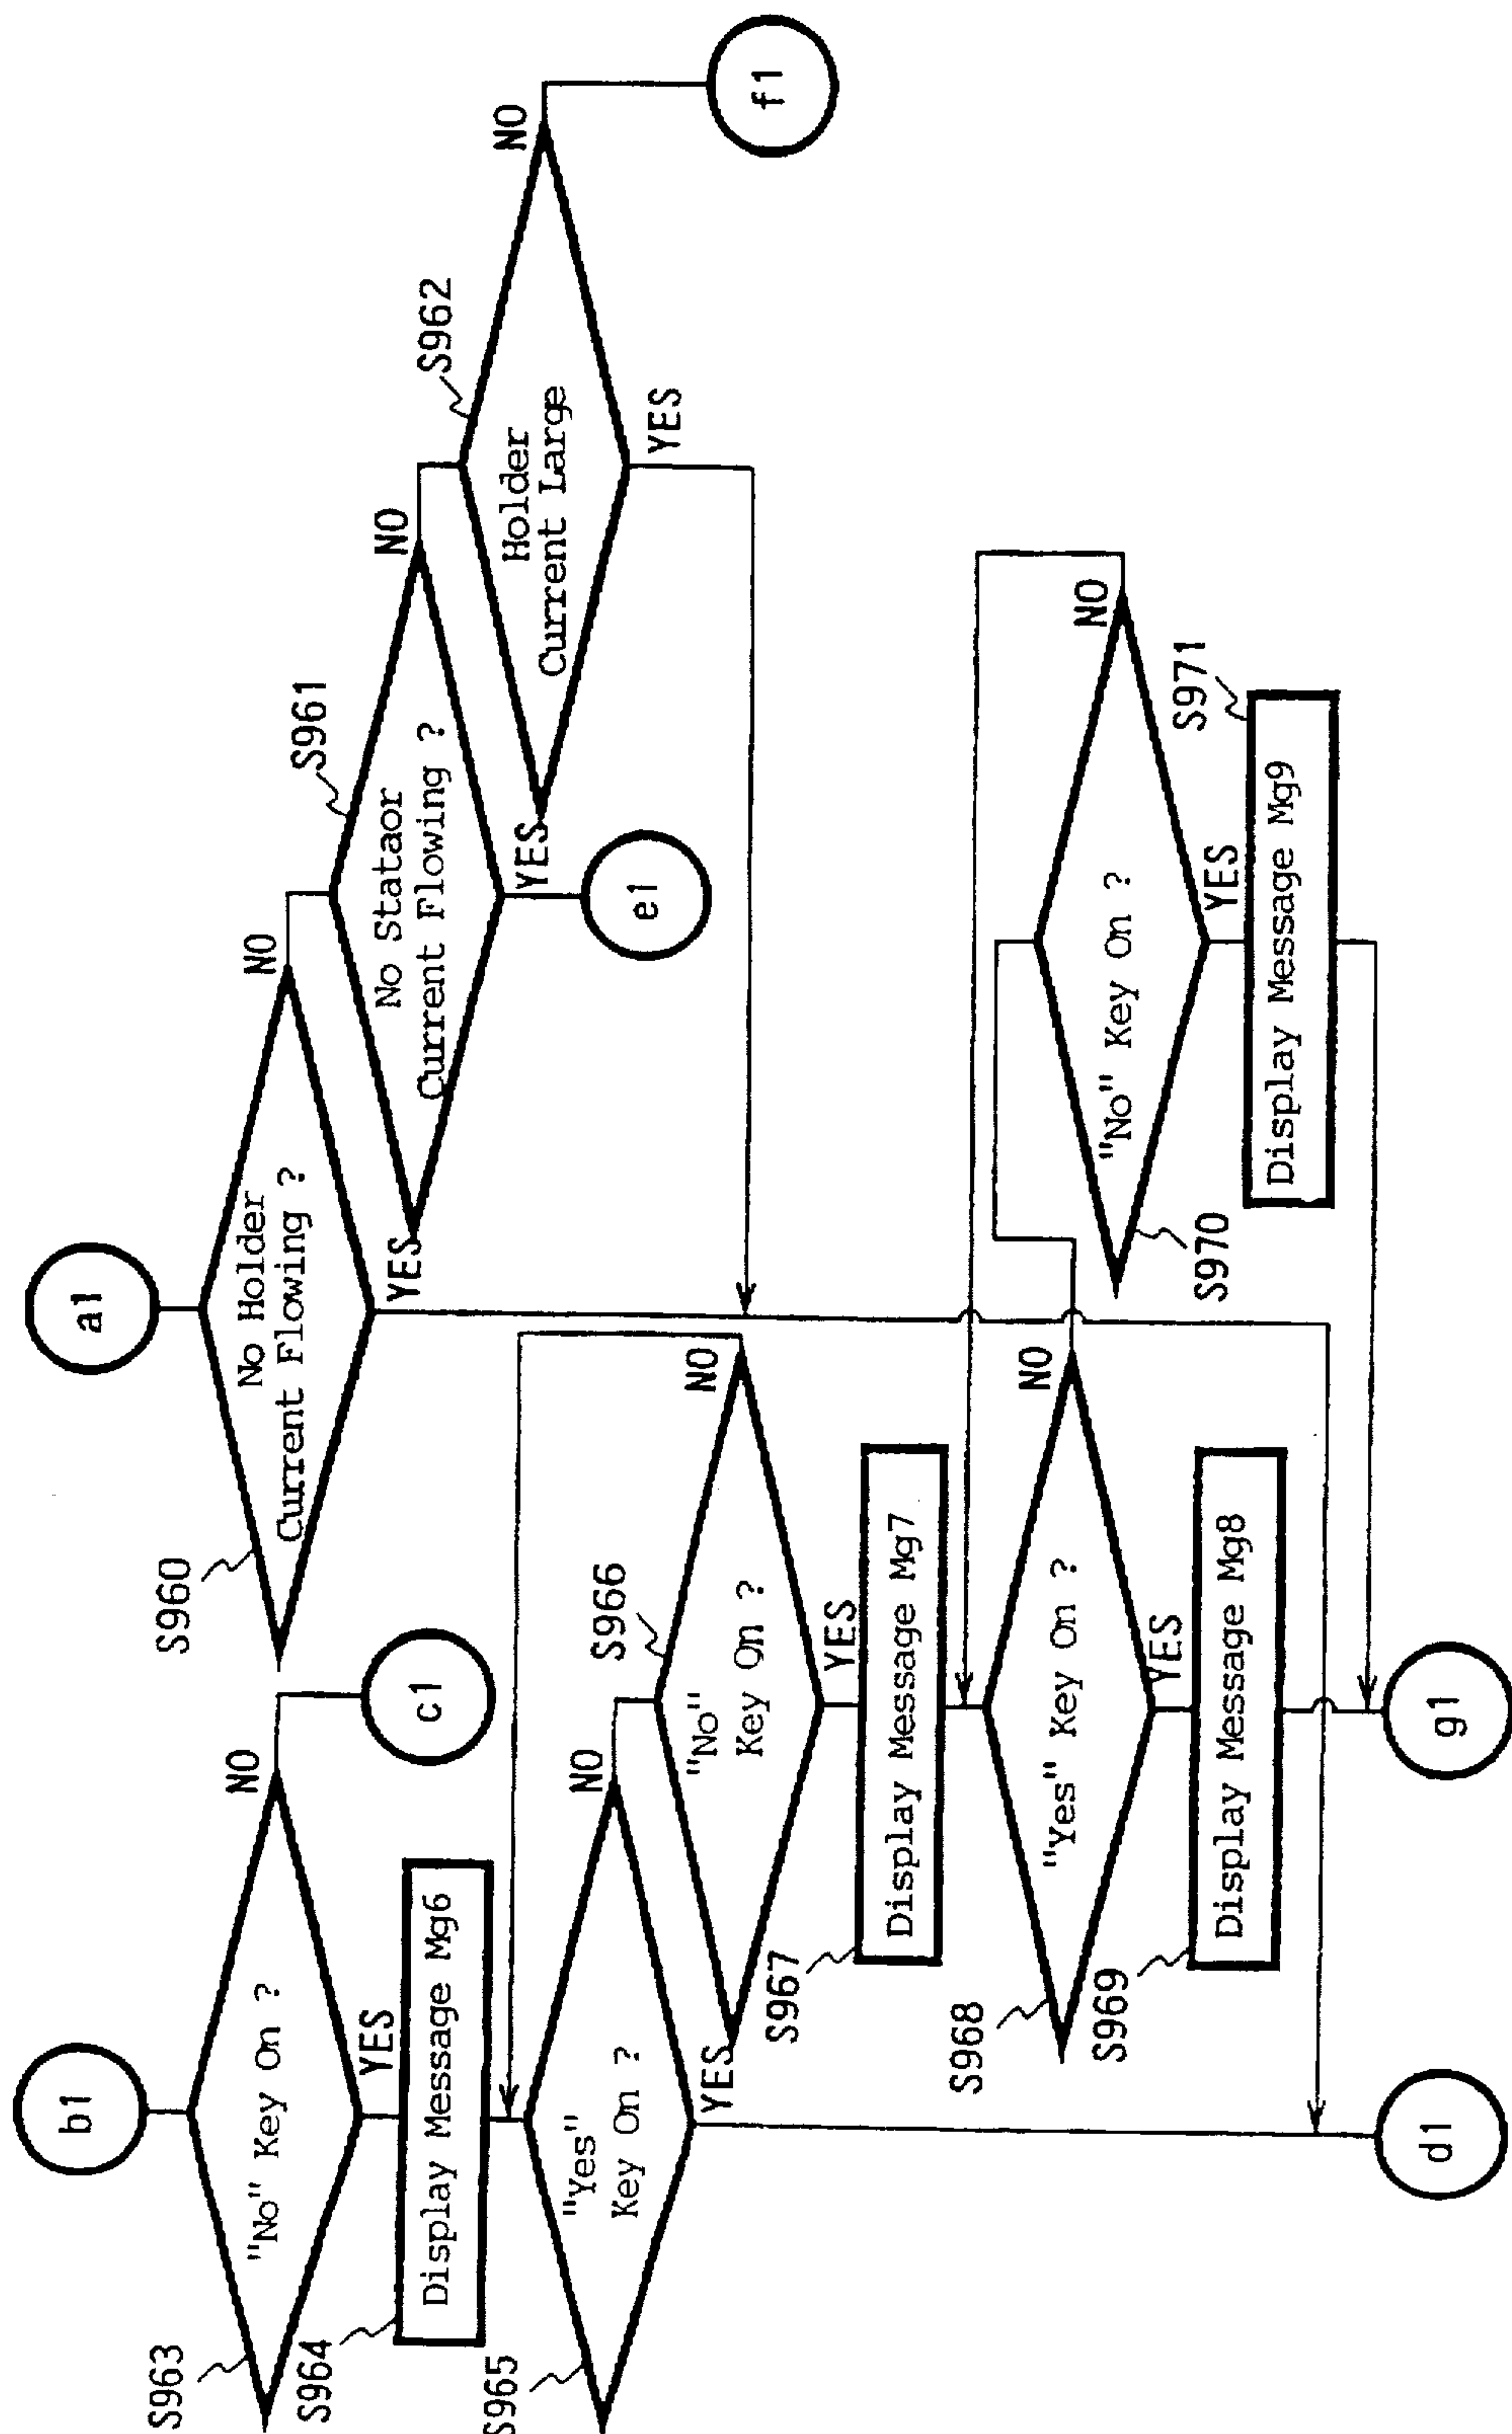 b1
S963
"No" Key On ?
NO
YES
c1
S964
Display Message Mg6
S965
"Yes"
Key On ?
NO
YES
S966
"No"
Key On ?
NO
YES
S967
Display Message Mg7
S968
"Yes" Key On ?
NO
YES
S969
Display Message Mg8
d1
g1
a1
S960
No Holder
Current Flowing ?
NO
YES
S961
No Stataor
Current Flowing ?
NO
YES
e1
S962
Holder
Current Large
NO
YES
f1
S970
"No" Key On ?
NO
YES
S971
Display Message Mg9